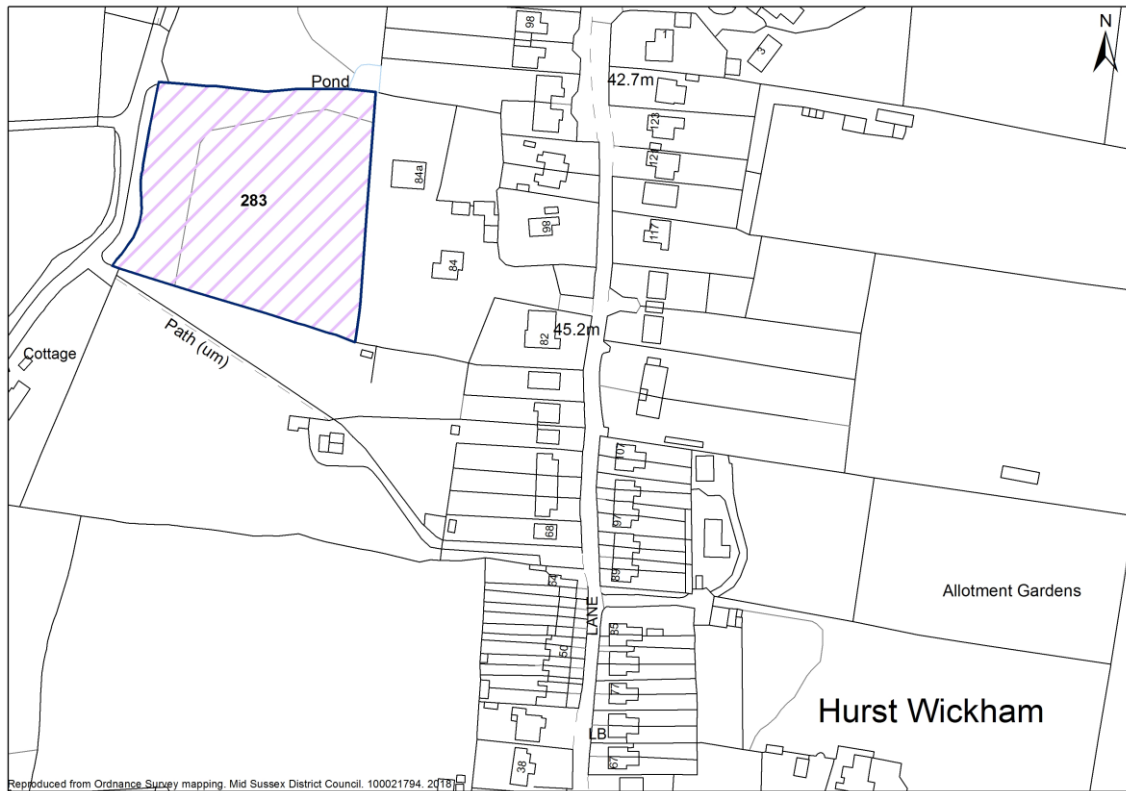 N
98
1
3
42.7m
Pond
123
121
84a
283
98
117
84
45.2m
82
Path (um)
Cottage
107
97
68
89
64
LANE
Allotment Gardens
85
50
77
Hurst Wickham
LB
67
38
Reproduced from Ordnance Survey mapping. Mid Sussex District Council. 100021794. 2018